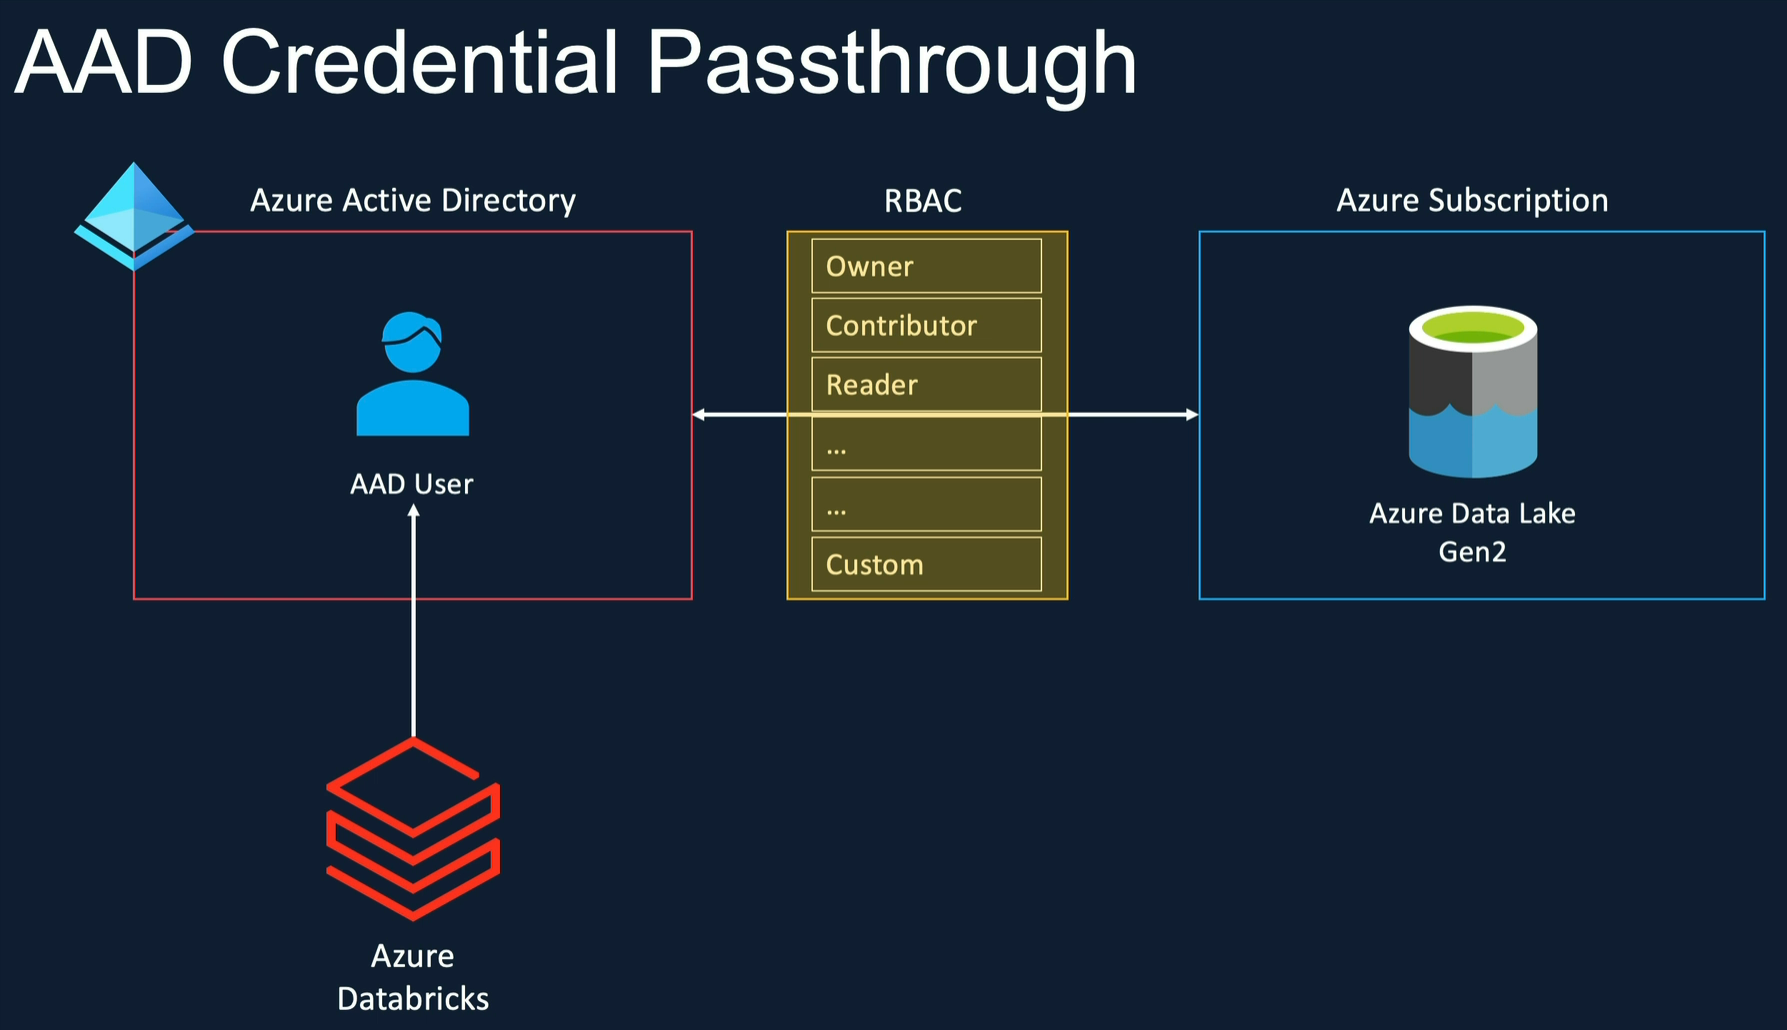 AAD Credential Passthrough
Azure Active Directory
RBAC
Azure Subscription
Owner
Contributor
Reader
...
...
Custom
AAD User
Azure Data Lake
Gen2
Azure
Databricks